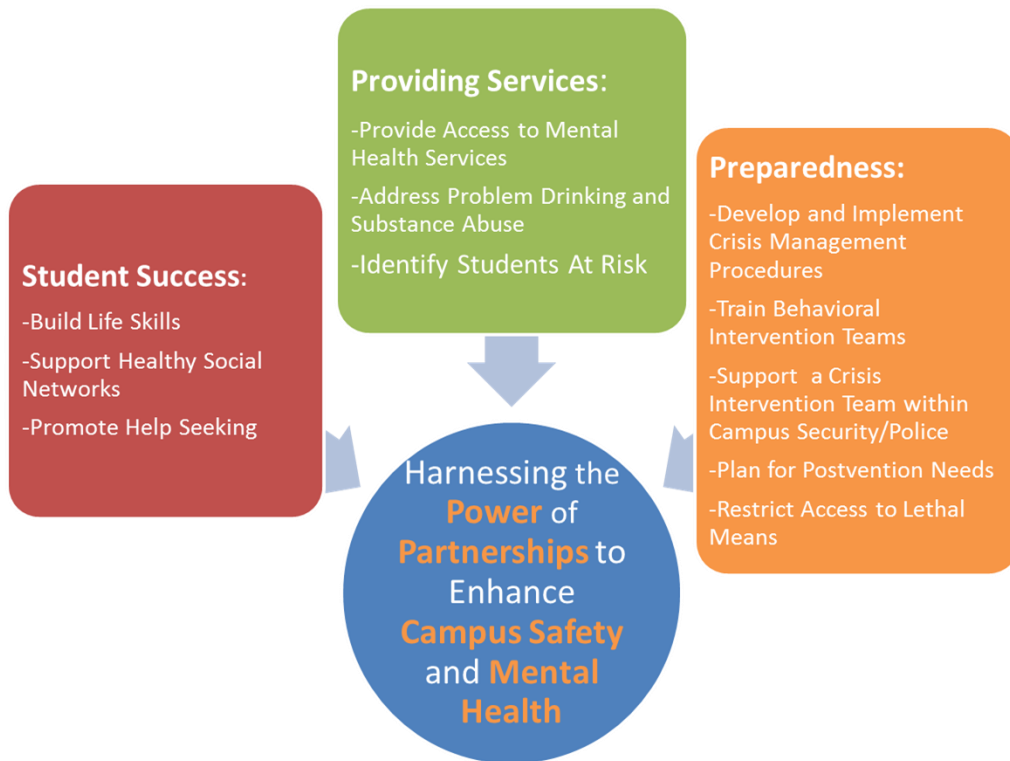 Student Success:
-Build Life Skills
-Support Healthy Social
Networks
-Promote Help Seeking
Providing Services:
-Provide Access to Mental
Health Services
-Address Problem Drinking and
Substance Abuse
-Identify Students At Risk
Preparedness:
-Develop and Implement
Crisis Management
Procedures
-Train Behavioral
Intervention Teams
-Support a Crisis
Intervention Team within
Campus Security/Police
-Plan for Postvention Needs
-Restrict Access to Lethal
Means
Harnessing the
Power of
Partnerships to
Enhance
Campus Safety
and Mental
Health